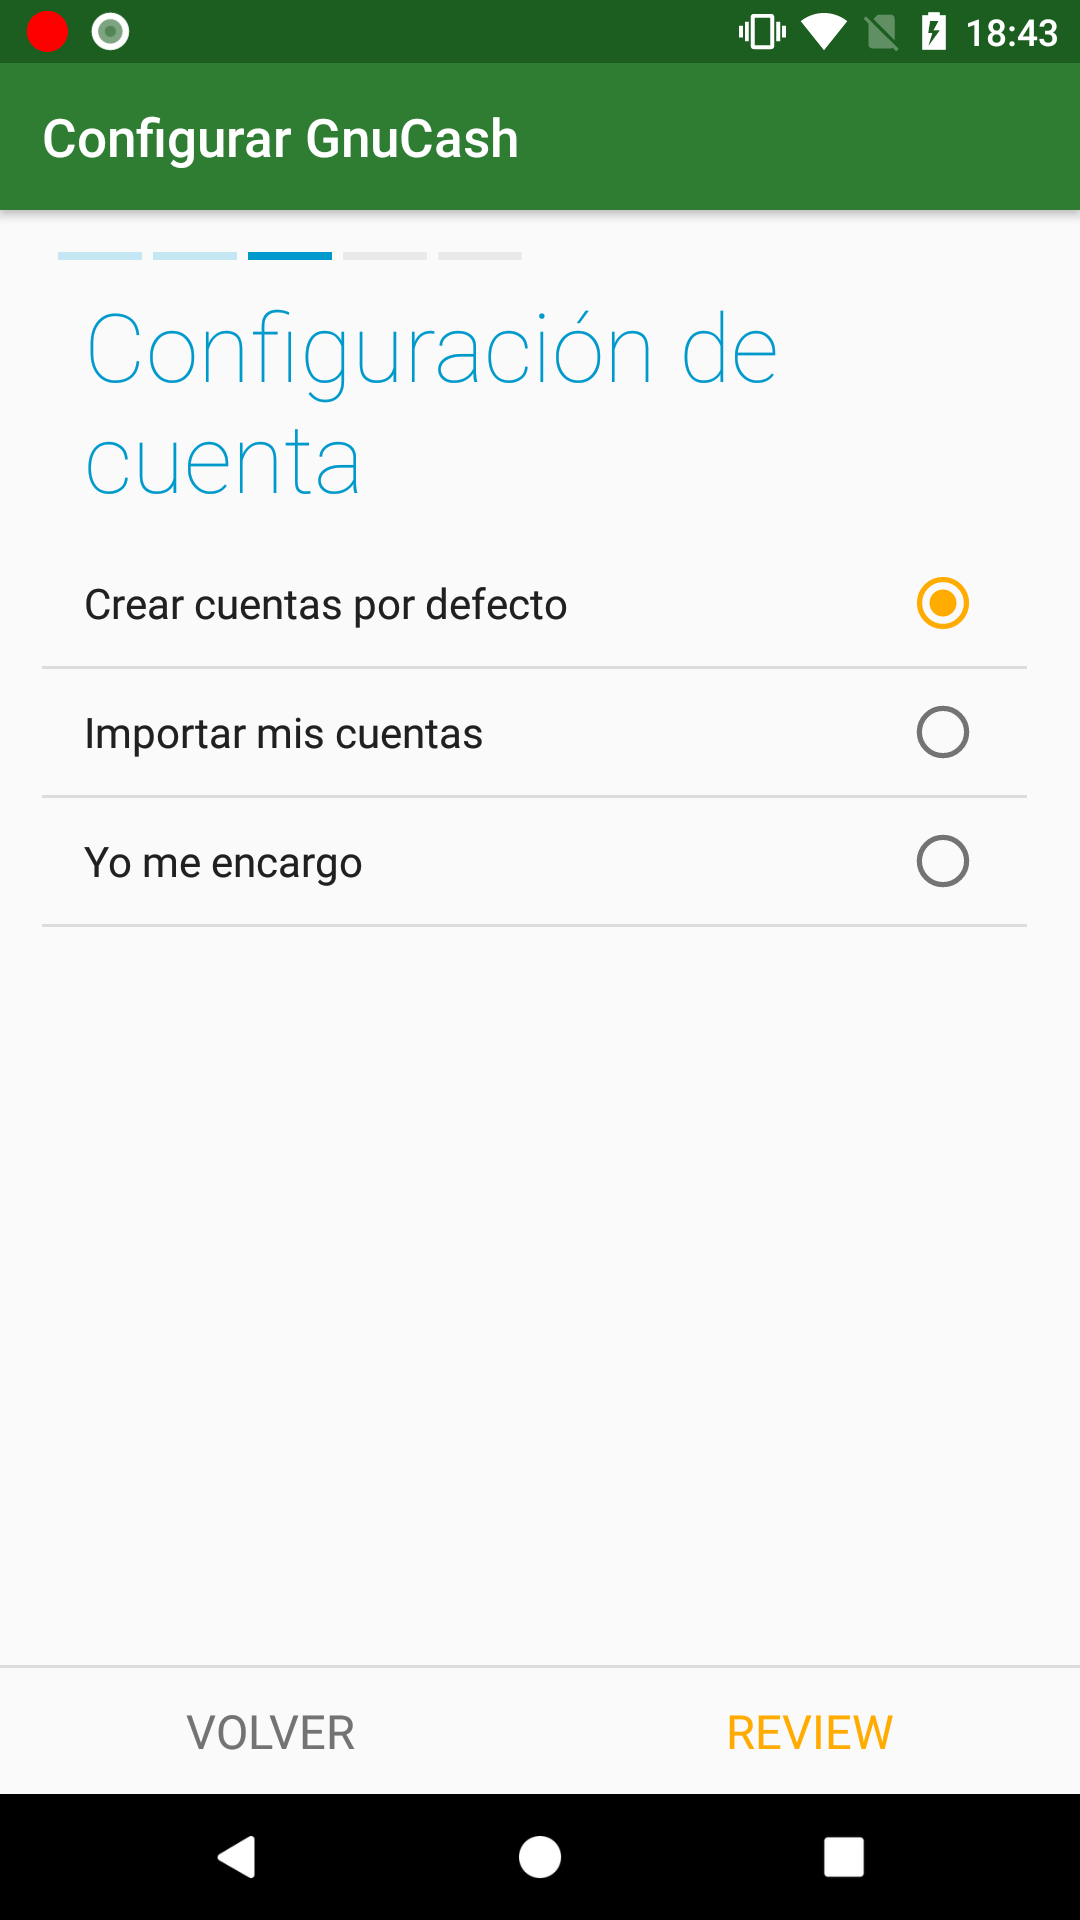 18:43
Configurar GnuCash
Configuración de
cuenta
Crear cuentas por defecto
Importar mis cuentas
Yo me encargo
VOLVER
REVIEW